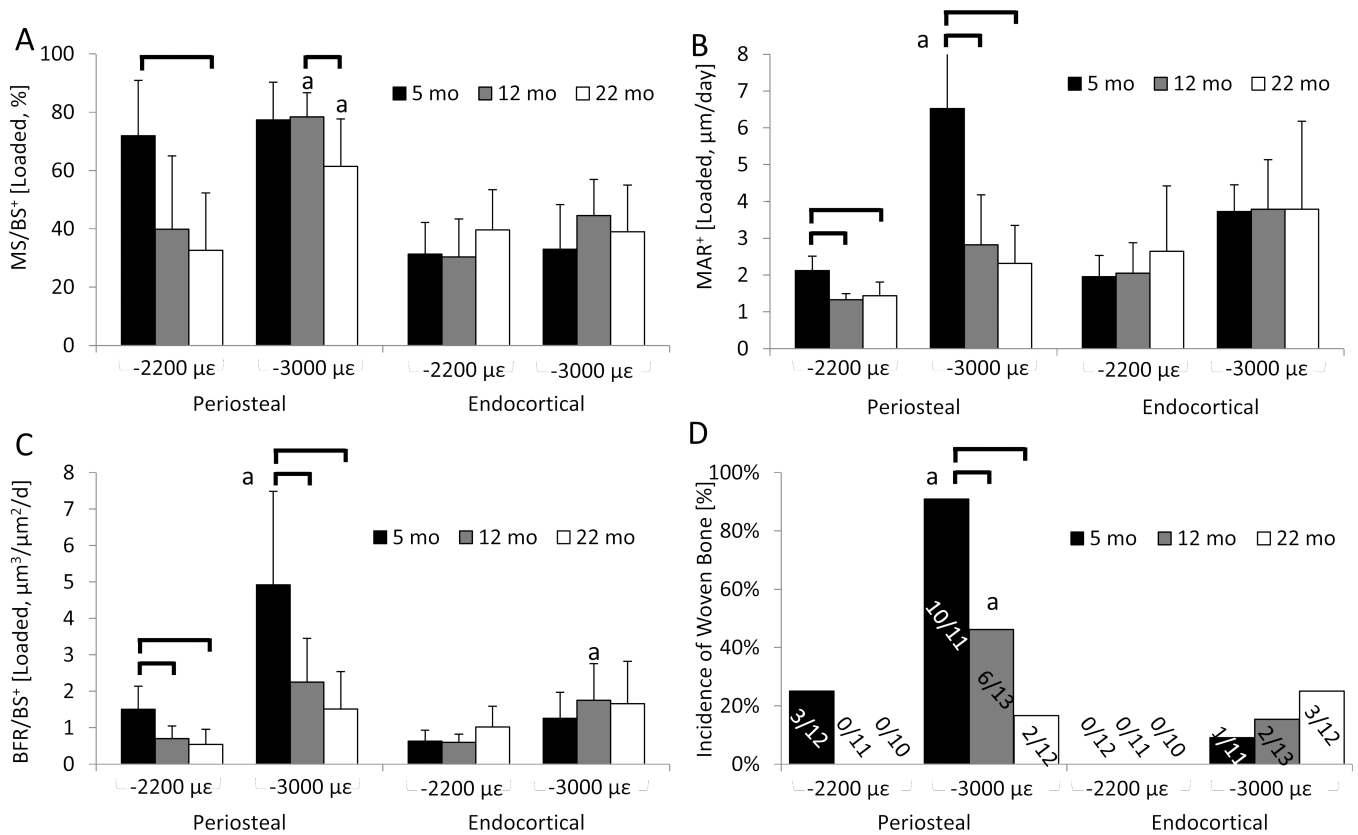 A
MS/BS⁺ [Loaded, %]
100
80
60
40
20
0
a
a
5 mo 12 mo 22 mo
-2200 µε -3000 µε -2200 µε -3000 µε
Periosteal Endocortical
B
MAR⁺ [Loaded, µm/day]
8
7
6
5
4
3
2
1
0
a
5 mo 12 mo 22 mo
-2200 µε -3000 µε -2200 µε -3000 µε
Periosteal Endocortical
C
BFR/BS⁺ [Loaded, µm³/µm²/d]
8
7
6
5
4
3
2
1
0
a
a
5 mo 12 mo 22 mo
-2200 µε -3000 µε -2200 µε -3000 µε
Periosteal Endocortical
D
Incidence of Woven Bone [%]
100%
80%
60%
40%
20%
0%
a
a
5 mo 12 mo 22 mo
3/12 0/11 0/10 10/11 6/13 2/12 0/12 0/11 0/10 1/11 2/13 3/12
-2200 µε -3000 µε -2200 µε -3000 µε
Periosteal Endocortical